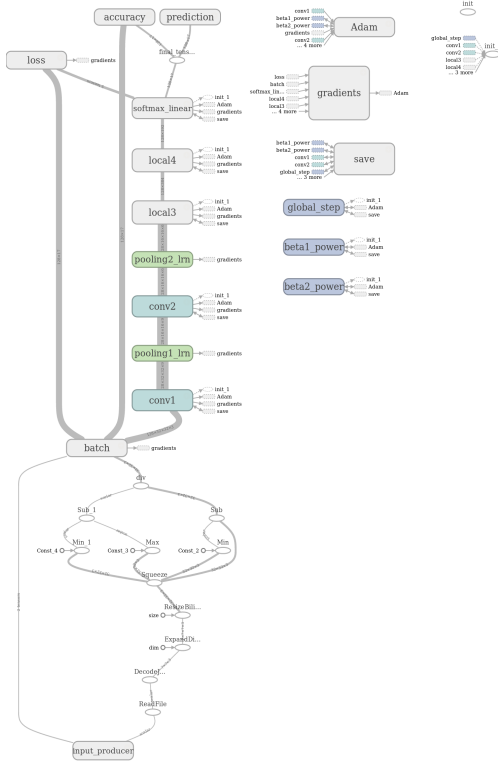 accuracy
prediction
loss
gradients
final_tens...
softmax_linear
init_1
Adam
gradients
save
local4
init_1
Adam
gradients
save
local3
init_1
Adam
gradients
save
pooling2_lrn
gradients
conv2
init_1
Adam
gradients
save
pooling1_lrn
gradients
conv1
init_1
Adam
gradients
save
batch
gradients
div
Sub_1
Sub
Const_4
Min_1
Const_3
Max
Const_2
Min
Squeeze
size
ResizeBili...
dim
ExpandDi...
DecodeJ...
ReadFile
input_producer
conv1
beta1_power
beta2_power
gradients
conv2
... 4 more
Adam
loss
batch
softmax_lin...
local4
local3
... 4 more
gradients
Adam
beta2_power
beta1_power
conv1
conv2
global_step
... 3 more
save
global_step
init_1
Adam
save
beta1_power
init_1
Adam
save
beta2_power
init_1
Adam
save
init
global_step
conv1
conv2
local3
local4
... 3 more
init